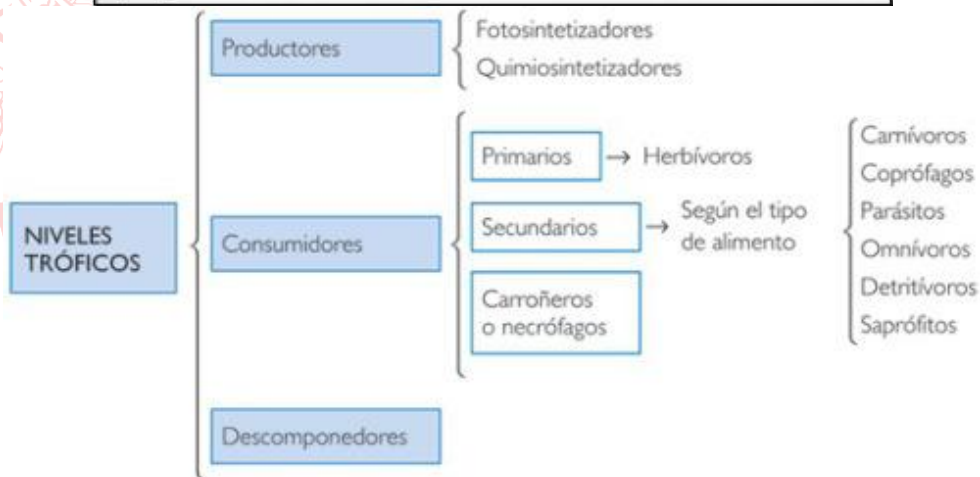 NIVELES
TRÓFICOS
Productores
Fotosintetizadores
Quimiosintetizadores
Consumidores
Primarios → Herbívoros
Secundarios → Según el tipo
de alimento
Carnívoros
Coprófagos
Parásitos
Omnívoros
Detritívoros
Saprófitos
Carroñeros
o necrófagos
Descomponedores